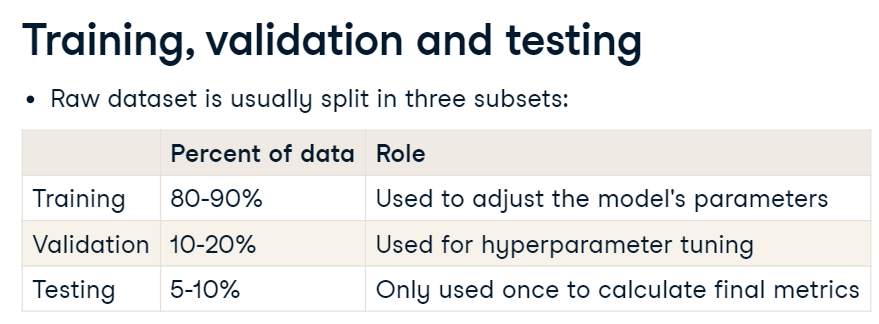 Training, validation and testing
• Raw dataset is usually split in three subsets:
Percent of data Role
Training 80-90% Used to adjust the model's parameters
Validation 10-20% Used for hyperparameter tuning
Testing 5-10% Only used once to calculate final metrics